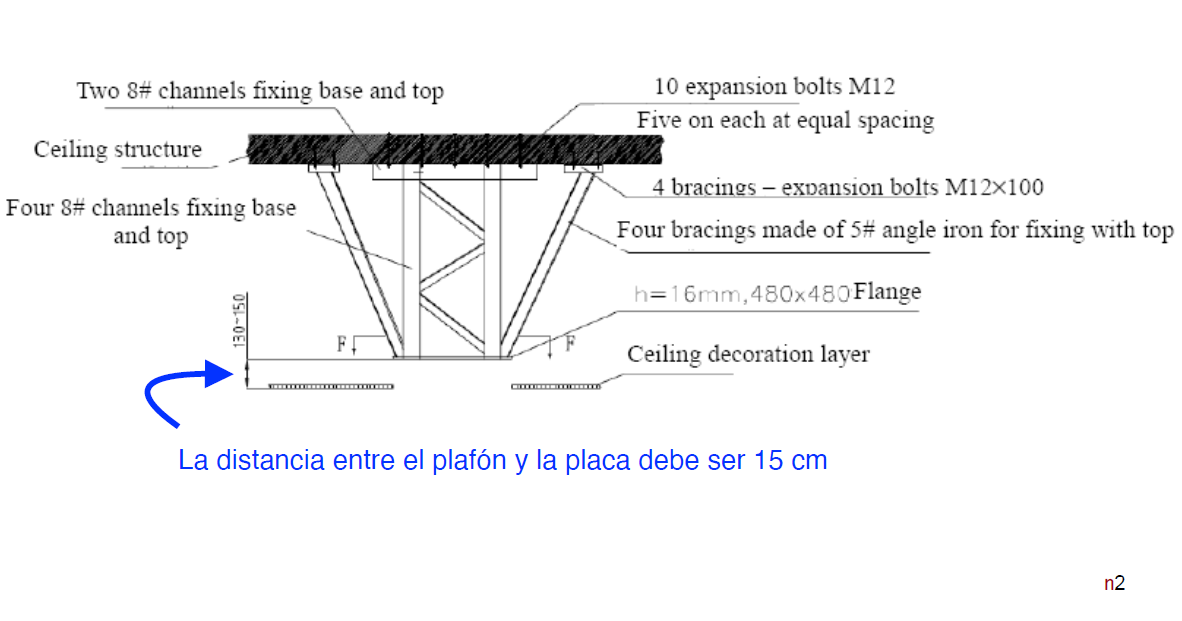 Two 8# channels fixing base and top
10 expansion bolts M12
Five on each at equal spacing
Ceiling structure
4 bracings – expansion bolts M12×100
Four 8# channels fixing base
and top
Four bracings made of 5# angle iron for fixing with top
h=16mm,480x480 Flange
130~150
F
F
Ceiling decoration layer
La distancia entre el plafón y la placa debe ser 15 cm
n2